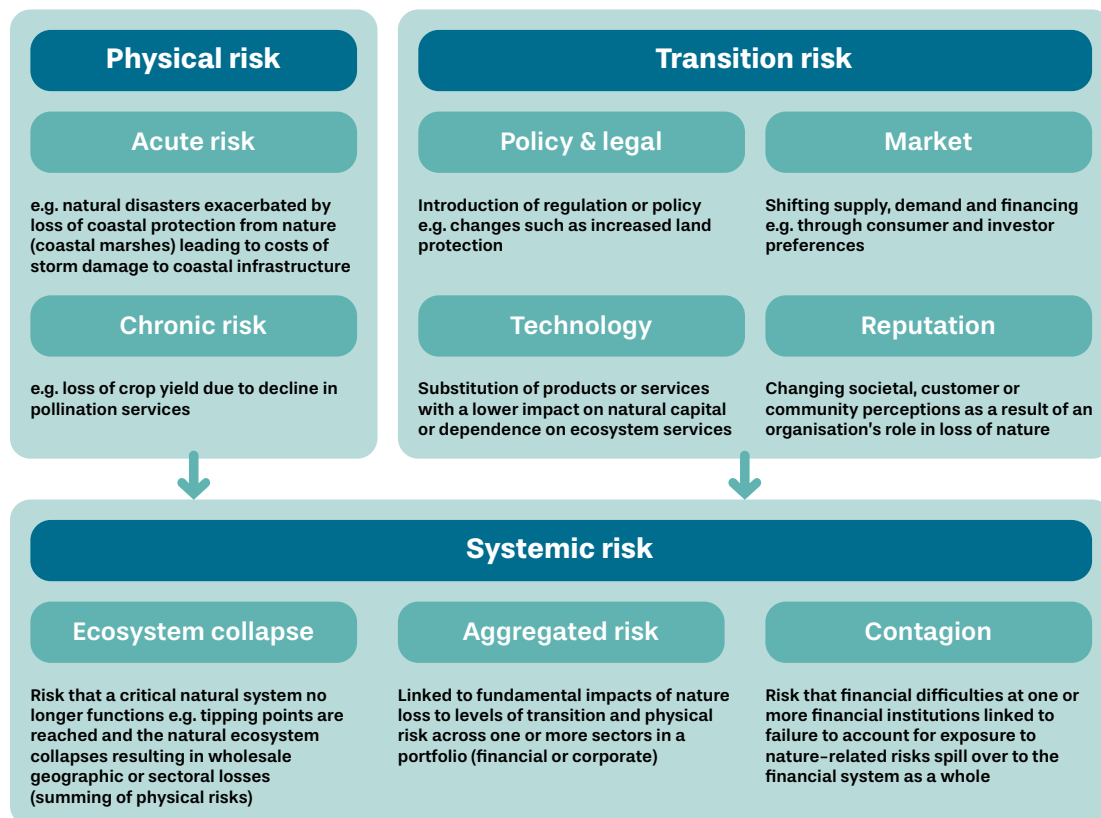 Physical risk
Acute risk
e.g. natural disasters exacerbated by
loss of coastal protection from nature
(coastal marshes) leading to costs of
storm damage to coastal infrastructure
Chronic risk
e.g. loss of crop yield due to decline in
pollination services
Transition risk
Policy & legal
Introduction of regulation or policy
e.g. changes such as increased land
protection
Market
Shifting supply, demand and financing
e.g. through consumer and investor
preferences
Technology
Substitution of products or services
with a lower impact on natural capital
or dependence on ecosystem services
Reputation
Changing societal, customer or
community perceptions as a result of an
organisation's role in loss of nature
Systemic risk
Ecosystem collapse
Risk that a critical natural system no
longer functions e.g. tipping points are
reached and the natural ecosystem
collapses resulting in wholesale
geographic or sectoral losses
(summing of physical risks)
Aggregated risk
Linked to fundamental impacts of nature
loss to levels of transition and physical
risk across one or more sectors in a
portfolio (financial or corporate)
Contagion
Risk that financial difficulties at one or
more financial institutions linked to
failure to account for exposure to
nature-related risks spill over to the
financial system as a whole